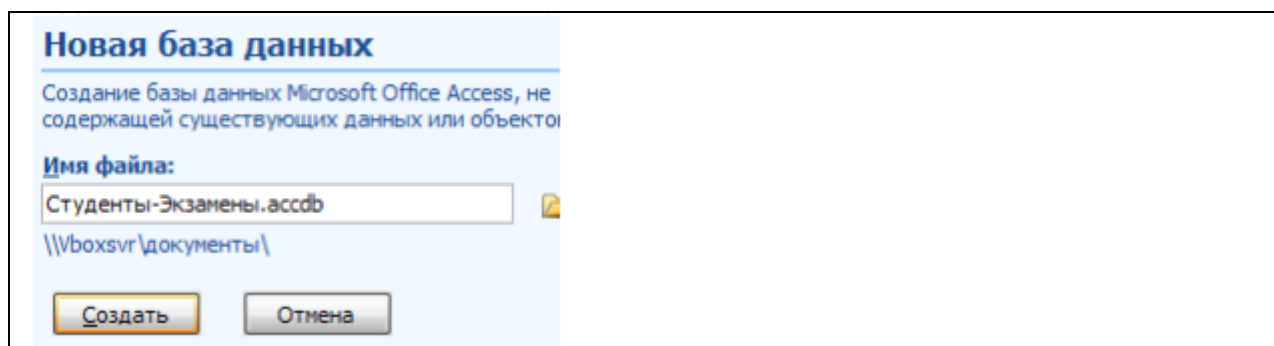 Новая база данных
Создание базы данных Microsoft Office Access, не
содержащей существующих данных или
Имя файла:
Студенты-Экзамены.accdb
\\Vboxsvr\документы\
Создать Отмена